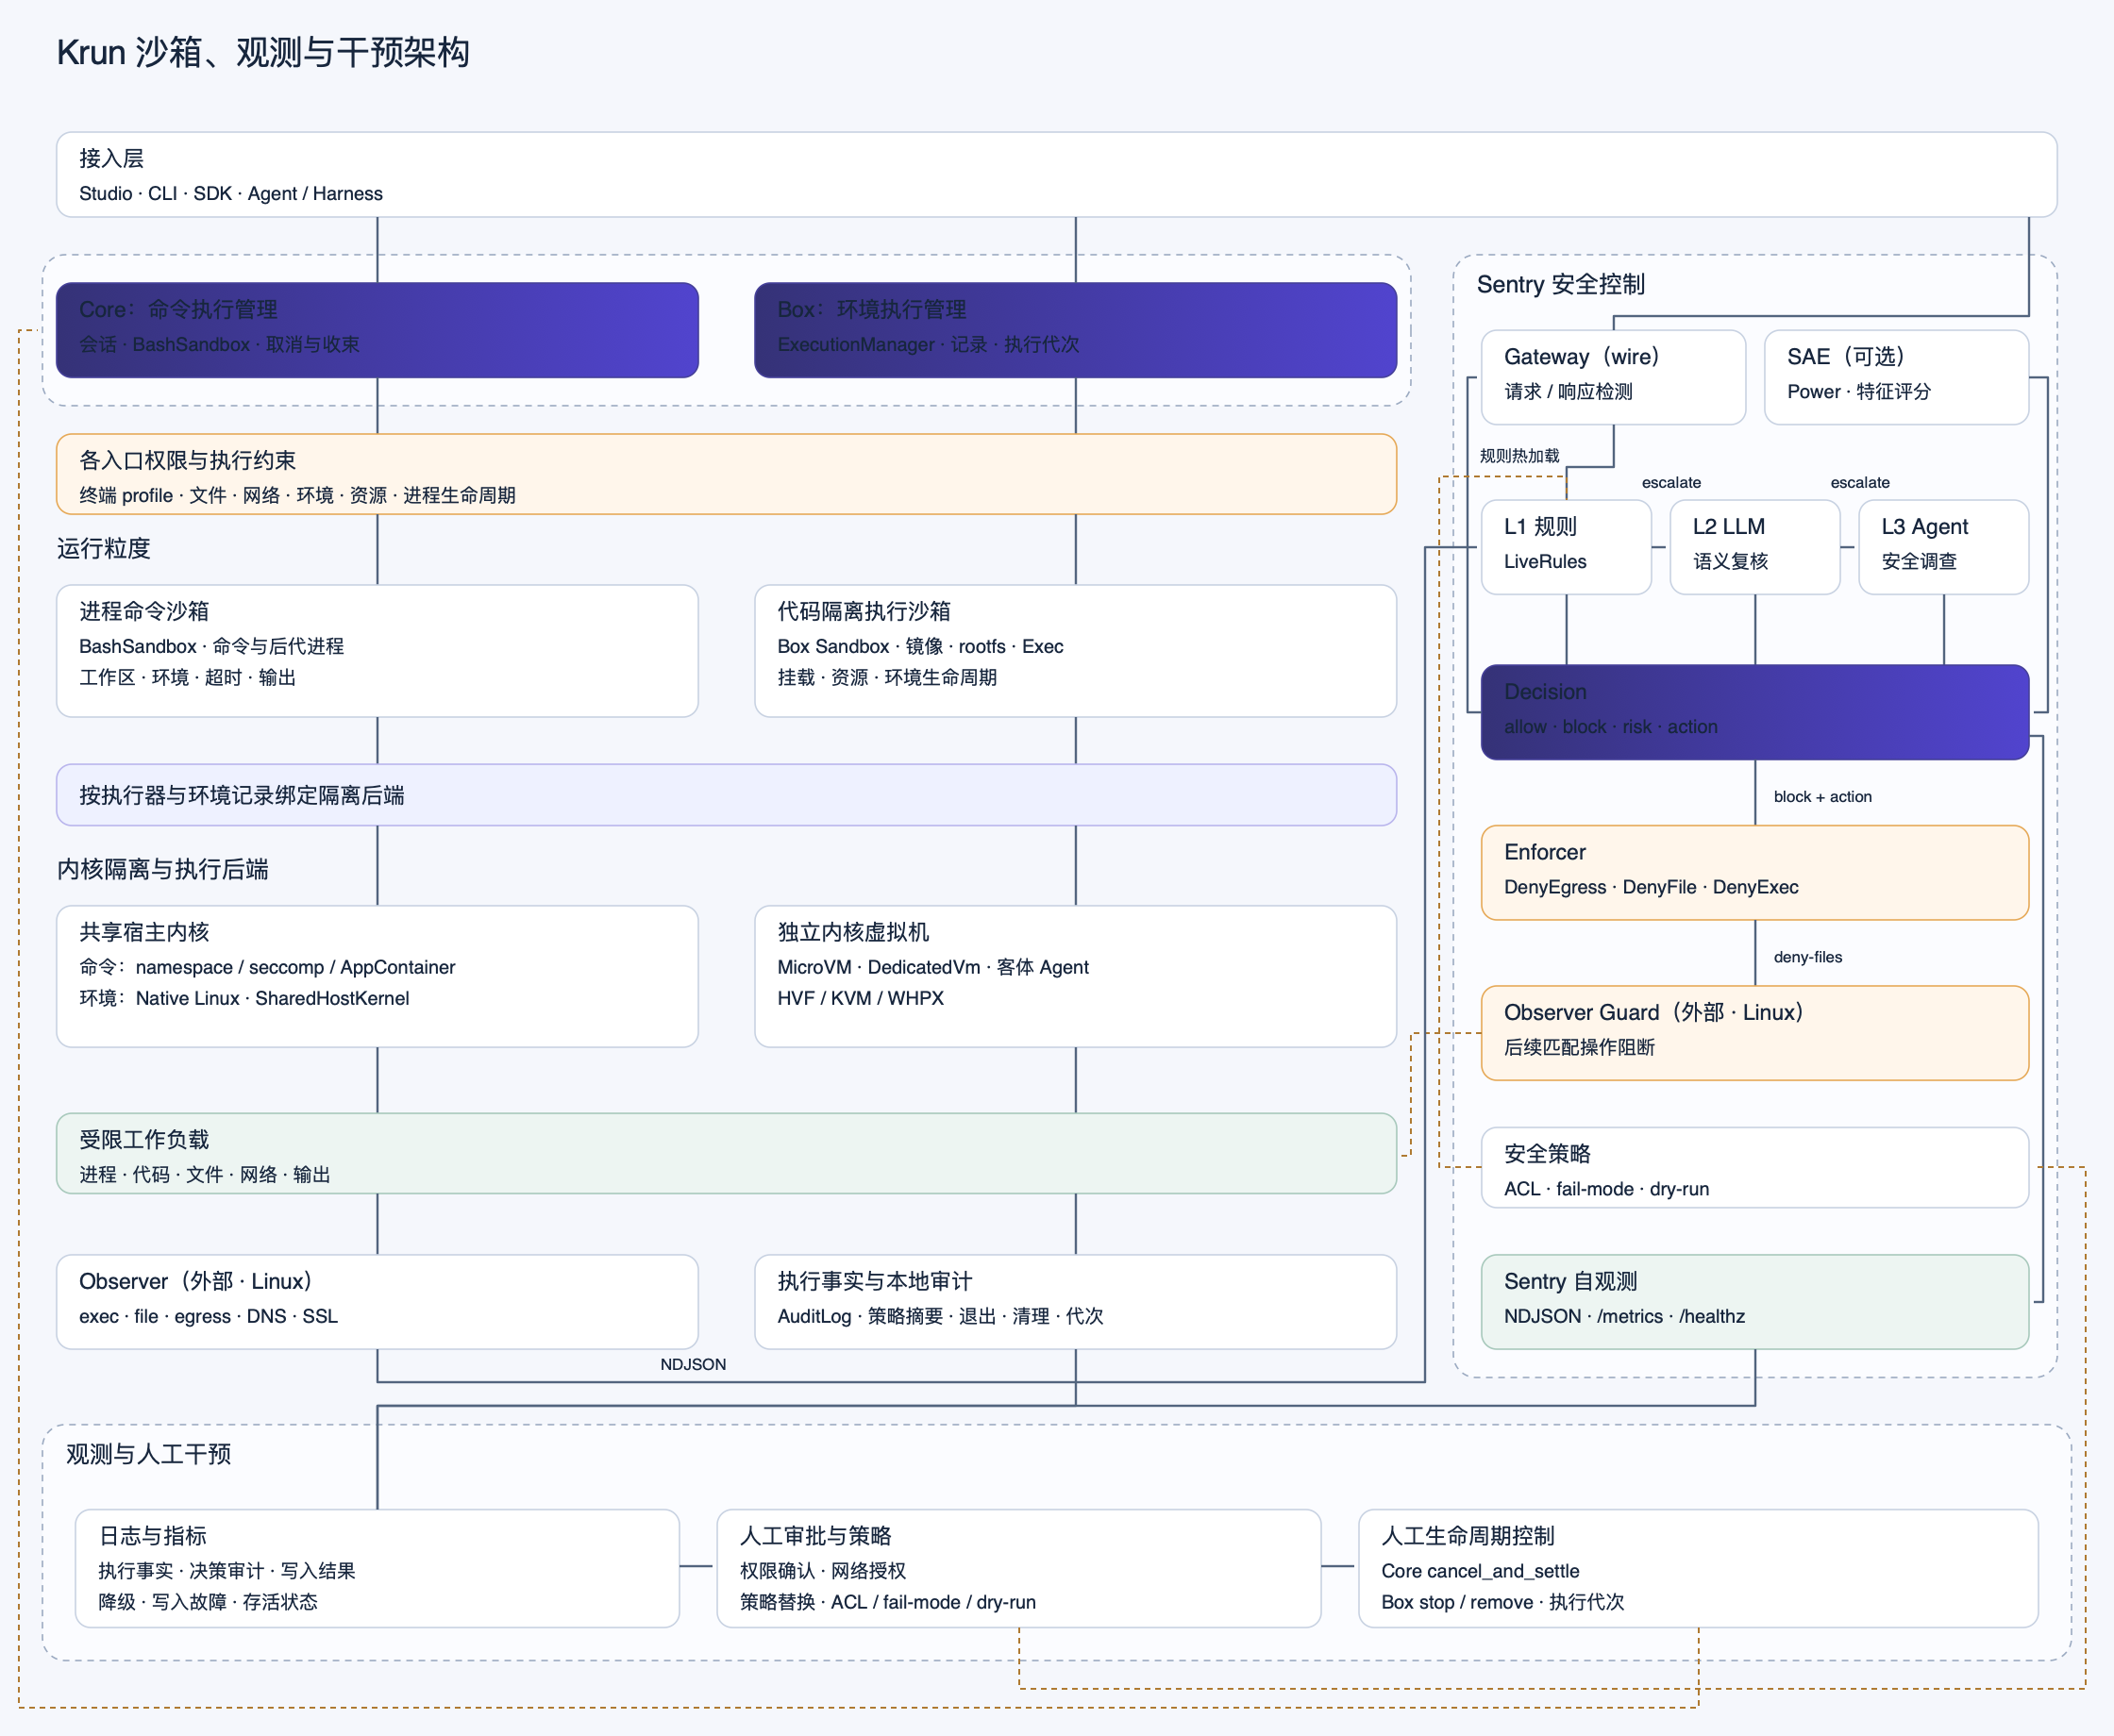 Krun 沙箱、观测与干预架构
接入层
Studio · CLI · SDK · Agent / Harness
Core：命令执行管理
会话 · BashSandbox · 取消与收束
Box：环境执行管理
ExecutionManager · 记录 · 执行代次
各入口权限与执行约束
终端 profile · 文件 · 网络 · 环境 · 资源 · 进程生命周期
运行粒度
进程命令沙箱
BashSandbox · 命令与后代进程
工作区 · 环境 · 超时 · 输出
代码隔离执行沙箱
Box Sandbox · 镜像 · rootfs · Exec
挂载 · 资源 · 环境生命周期
按执行器与环境记录绑定隔离后端
内核隔离与执行后端
共享宿主内核
命令：namespace / seccomp / AppContainer
环境：Native Linux · SharedHostKernel
独立内核虚拟机
MicroVM · DedicatedVm · 客体 Agent
HVF / KVM / WHPX
受限工作负载
进程 · 代码 · 文件 · 网络 · 输出
Observer（外部 · Linux）
exec · file · egress · DNS · SSL
执行事实与本地审计
AuditLog · 策略摘要 · 退出 · 清理 · 代次
NDJSON
Sentry 安全控制
Gateway（wire）
请求 / 响应检测
SAE（可选）
Power · 特征评分
规则热加载
escalate
escalate
L1 规则
LiveRules
L2 LLM
语义复核
L3 Agent
安全调查
Decision
allow · block · risk · action
block + action
Enforcer
DenyEgress · DenyFile · DenyExec
deny-files
Observer Guard（外部 · Linux）
后续匹配操作阻断
安全策略
ACL · fail-mode · dry-run
Sentry 自观测
NDJSON · /metrics · /healthz
观测与人工干预
日志与指标
执行事实 · 决策审计 · 写入结果
降级 · 写入故障 · 存活状态
人工审批与策略
权限确认 · 网络授权
策略替换 · ACL / fail-mode / dry-run
人工生命周期控制
Core cancel_and_settle
Box stop / remove · 执行代次